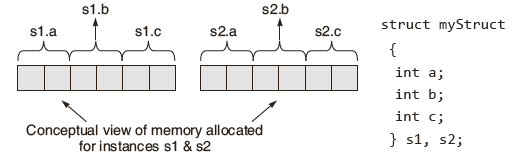 s1.b
s1.a
s1.c
s2.b
s2.a
s2.c
Conceptual view of memory allocated
for instances s1 & s2
struct myStruct
{
int a;
int b;
int c;
} s1, s2;